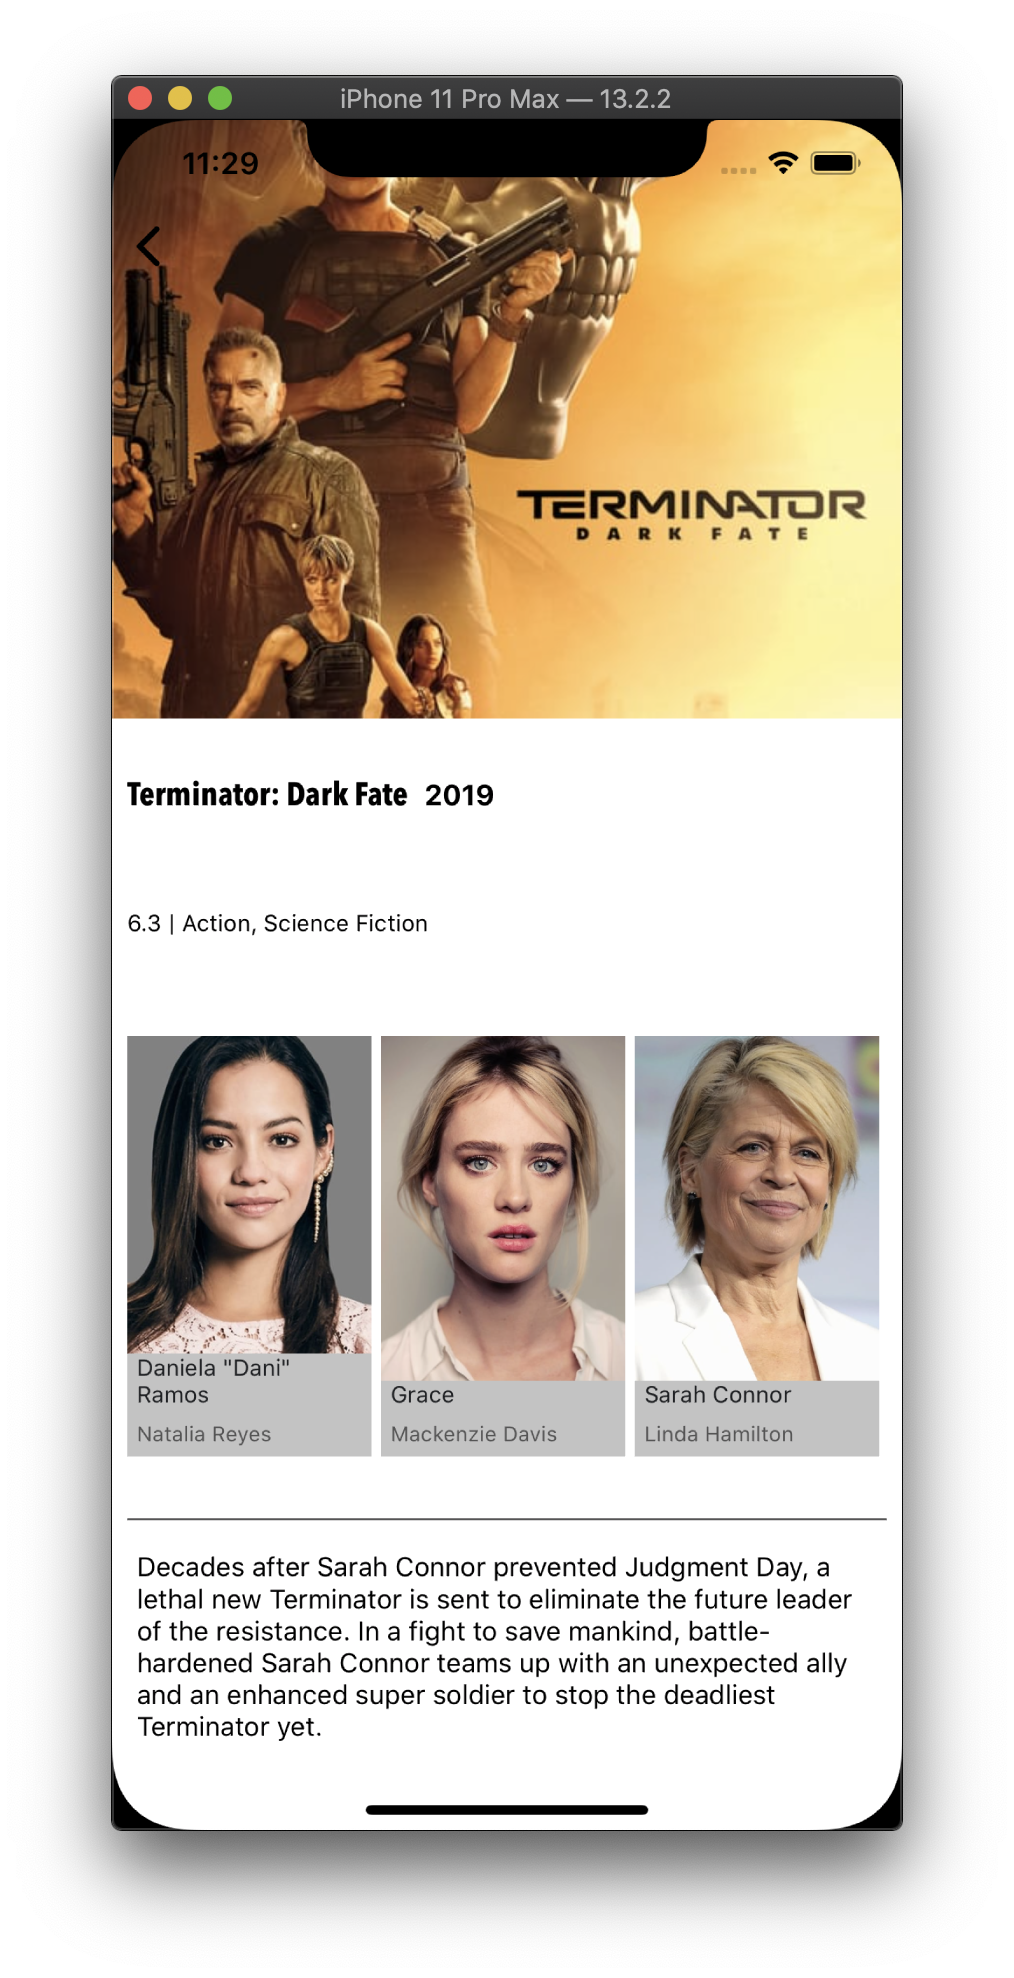 iPhone 11 Pro Max — 13.2.2
11:29
TERMINATOR
DARK FATE
Terminator: Dark Fate 2019
6.3 | Action, Science Fiction
Daniela "Dani"
Ramos
Natalia Reyes
Grace
Mackenzie Davis
Sarah Connor
Linda Hamilton
Decades after Sarah Connor prevented Judgment Day, a
lethal new Terminator is sent to eliminate the future leader
of the resistance. In a fight to save mankind, battle-
hardened Sarah Connor teams up with an unexpected ally
and an enhanced super soldier to stop the deadliest
Terminator yet.